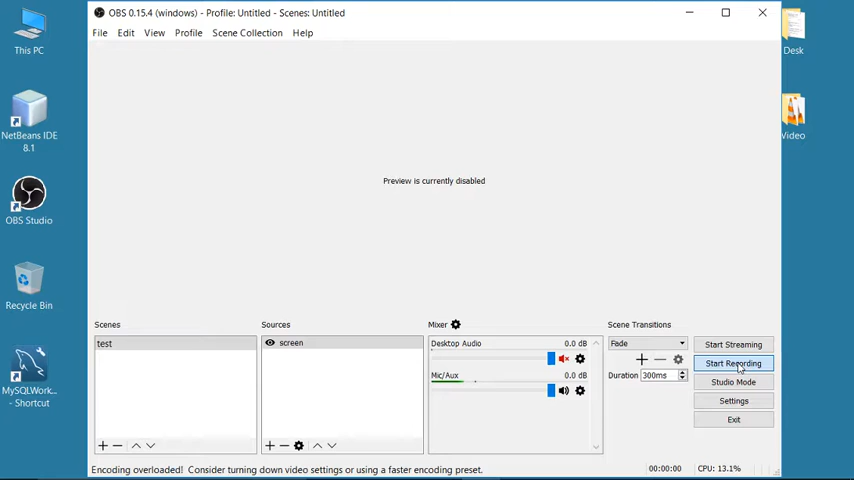 OBS 0.15.4 (windows) - Profile: Untitled - Scenes: Untitled
File Edit View Profile Scene Collection Help
This PC
NetBeans IDE
8.1
OBS Studio
Recycle Bin
MySQLWork...
- Shortcut
Desk
Video
Preview is currently disabled
Scenes
test
Sources
screen
Mixer
Desktop Audio 0.0 dB
Mic/Aux 0.0 dB
Scene Transitions
Fade
Duration 300ms
Start Streaming
Start Recording
Studio Mode
Settings
Exit
Encoding overloaded! Consider turning down video settings or using a faster encoding preset.
00:00:00
CPU: 13.1%